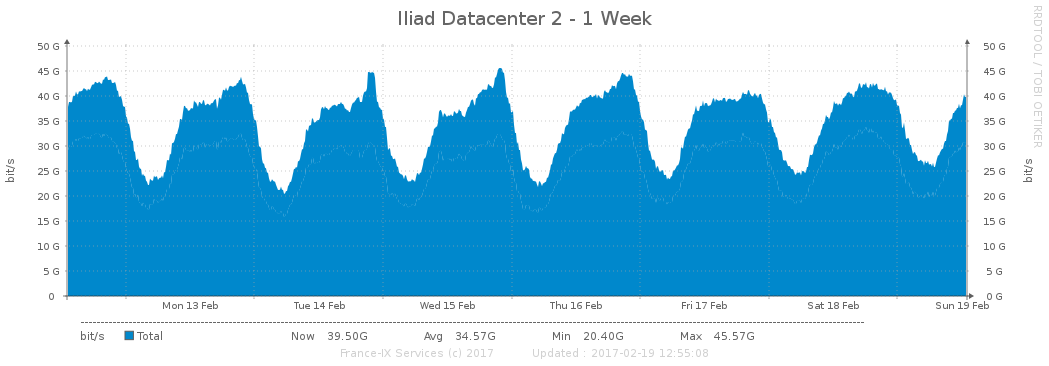 Iliad Datacenter 2 - 1 Week
RRDTOOL / TOBI OETIKER
50 G 50 G
45 G 45 G
40 G 40 G
35 G 35 G
30 G 30 G
25 G 25 G
20 G 20 G
15 G 15 G
10 G 10 G
5 G 5 G
0 0 G
bit/s
bit/s
Mon 13 Feb Tue 14 Feb Wed 15 Feb Thu 16 Feb Fri 17 Feb Sat 18 Feb Sun 19 Feb
bit/s Total Now 39.50G Avg 34.57G Min 20.40G Max 45.57G
France-IX Services (c) 2017 Updated : 2017-02-19 12:55:08